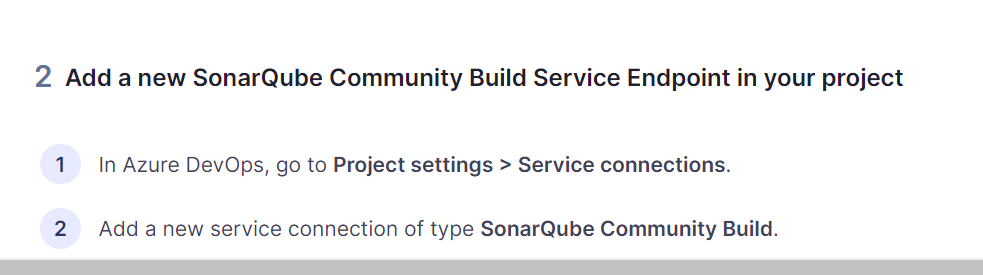 2 Add a new SonarQube Community Build Service Endpoint in your project
1 In Azure DevOps, go to Project settings > Service connections.
2 Add a new service connection of type SonarQube Community Build.